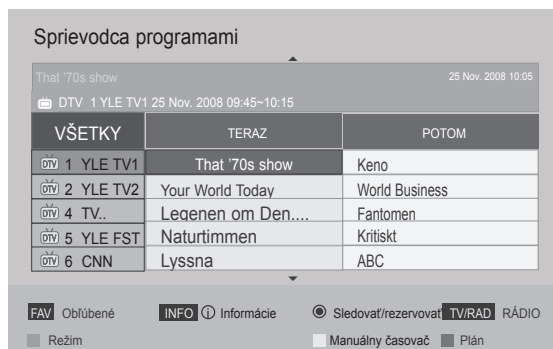 Sprievodca programami
That '70s show 25 Nov. 2008 10:05
DTV 1 YLE TV1 25 Nov. 2008 09:45~10:15
VŠETKY TERAZ POTOM
DTV 1 YLE TV1 That '70s show Keno
DTV 2 YLE TV2 Your World Today World Business
DTV 4 TV.. Legenen om Den.... Fantomen
DTV 5 YLE FST Naturtimmen Kritiskt
DTV 6 CNN Lyssna ABC
FAV Obľúbené INFO i Informácie Sledovať/rezervovať TV/RAD RÁDIO
Režim Manuálny časovač Plán